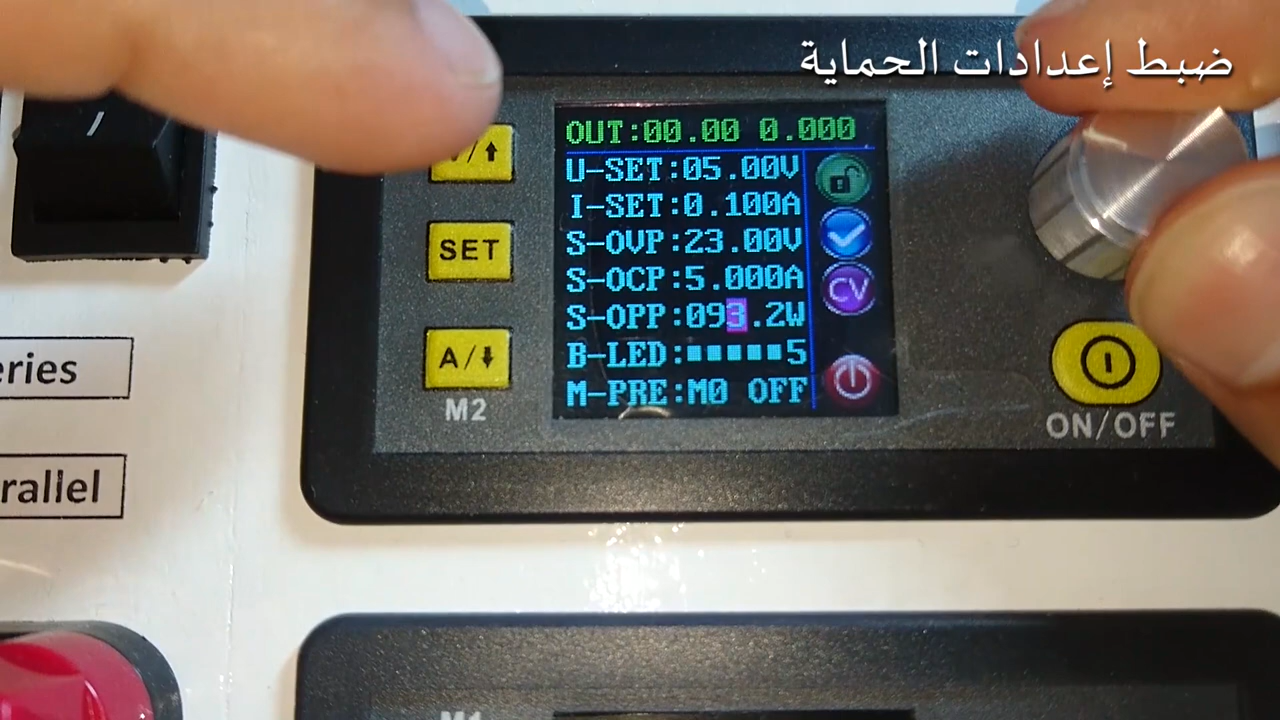 ضبط إعدادات الحماية
OUT:00.00 0.000
U-SET:05.00V
I-SET:0.100A
S-OVP:23.00V
S-OCP:5.000A
S-OPP:093.2W
B-LED:▪▪▪▪▪5
M-PRE:M0 OFF
CV
/⬆
SET
A/⬇
M2
ON/OFF
eries
rallel